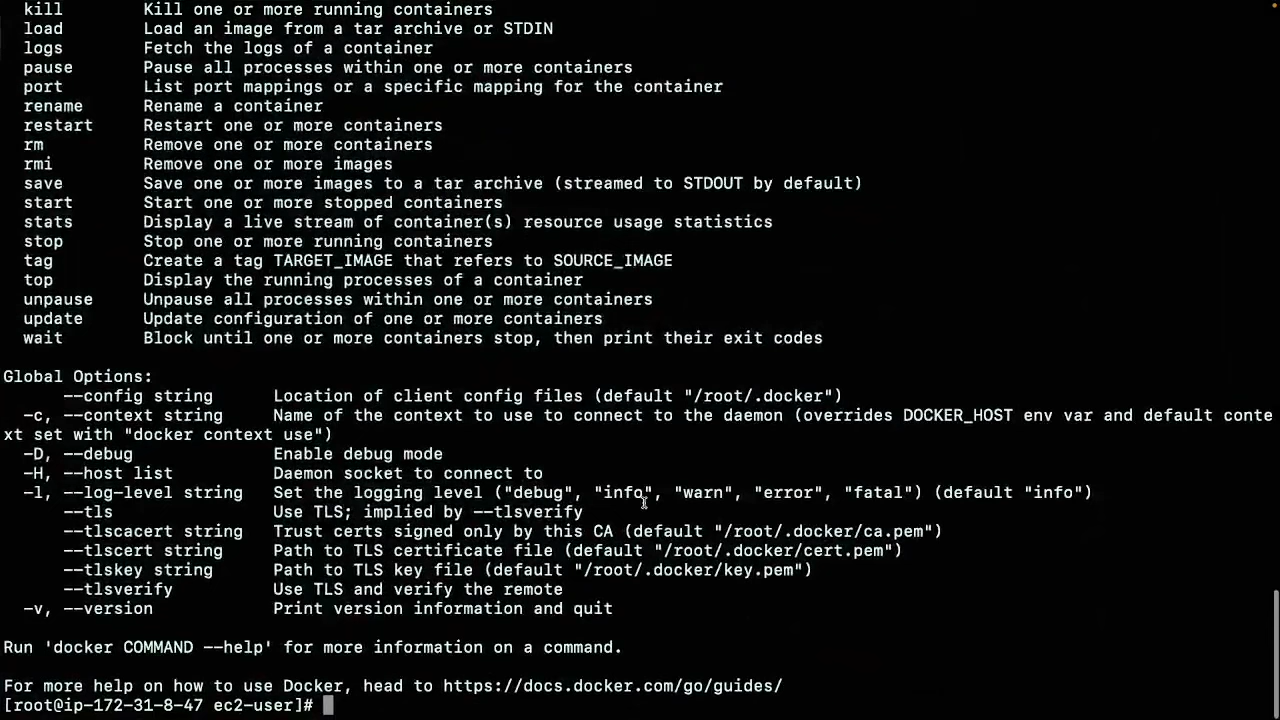 kill        Kill one or more running containers
load        Load an image from a tar archive or STDIN
logs        Fetch the logs of a container
pause       Pause all processes within one or more containers
port        List port mappings or a specific mapping for the container
rename      Rename a container
restart     Restart one or more containers
rm          Remove one or more containers
rmi         Remove one or more images
save        Save one or more images to a tar archive (streamed to STDOUT by default)
start       Start one or more stopped containers
stats       Display a live stream of container(s) resource usage statistics
stop        Stop one or more running containers
tag         Create a tag TARGET_IMAGE that refers to SOURCE_IMAGE
top         Display the running processes of a container
unpause     Unpause all processes within one or more containers
update      Update configuration of one or more containers
wait        Block until one or more containers stop, then print their exit codes
Global Options:
--config string      Location of client config files (default "/root/.docker")
-c, --context string     Name of the context to use to connect to the daemon (overrides DOCKER_HOST env var and default conte
xt set with "docker context use")
-D, --debug              Enable debug mode
-H, --host list          Daemon socket to connect to
-l, --log-level string   Set the logging level ("debug", "info", "warn", "error", "fatal") (default "info")
--tls                Use TLS; implied by --tlsverify
--tlscacert string   Trust certs signed only by this CA (default "/root/.docker/ca.pem")
--tlscert string     Path to TLS certificate file (default "/root/.docker/cert.pem")
--tlskey string      Path to TLS key file (default "/root/.docker/key.pem")
--tlsverify          Use TLS and verify the remote
-v, --version            Print version information and quit
Run 'docker COMMAND --help' for more information on a command.
For more help on how to use Docker, head to https://docs.docker.com/go/guides/
[root@ip-172-31-8-47 ec2-user]#